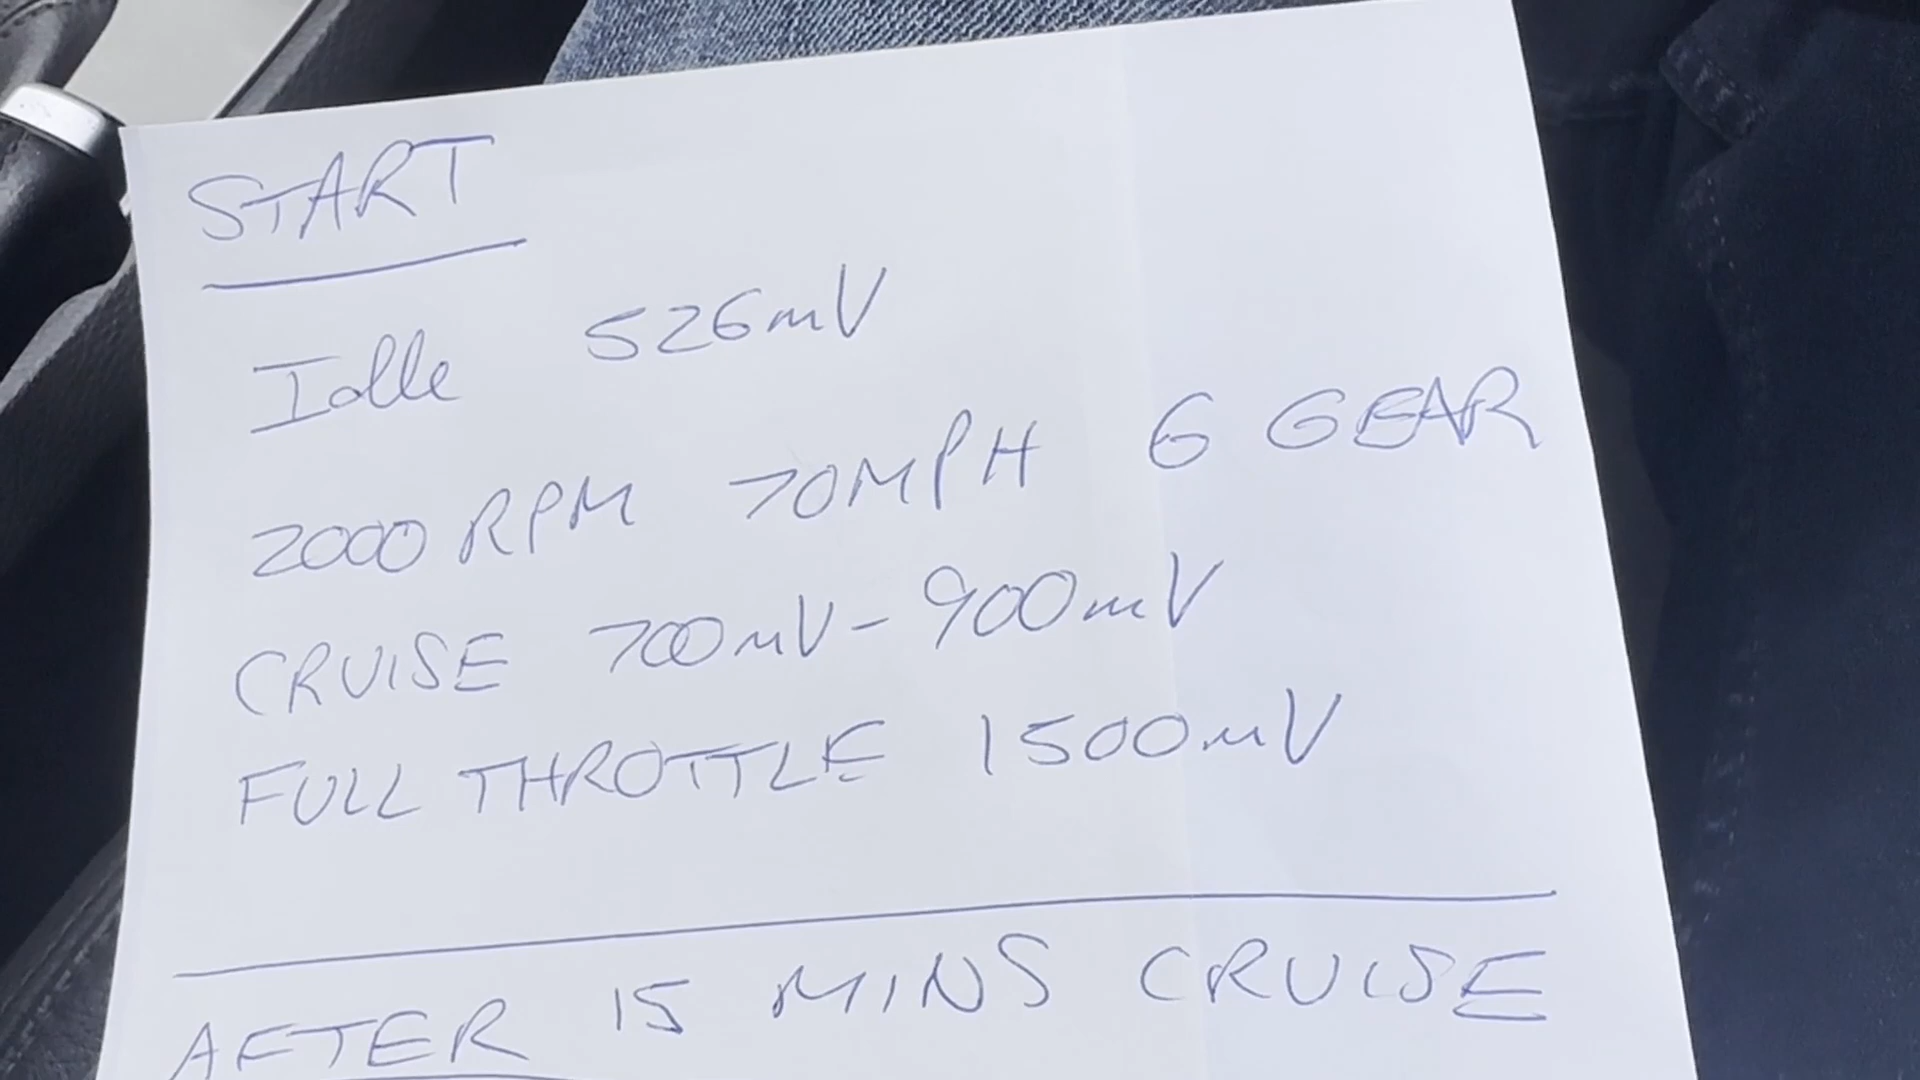 START
Idle 526mV
2000 RPM 70MPH 6 GEAR
CRUISE 700mV - 900mV
FULL THROTTLE 1500mV
AFTER 15 MINS CRUISE